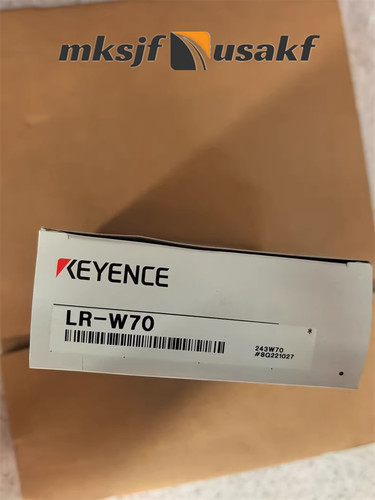 mksjf usakf
KEYENCE
LR-W70
243W70
#6Q221027